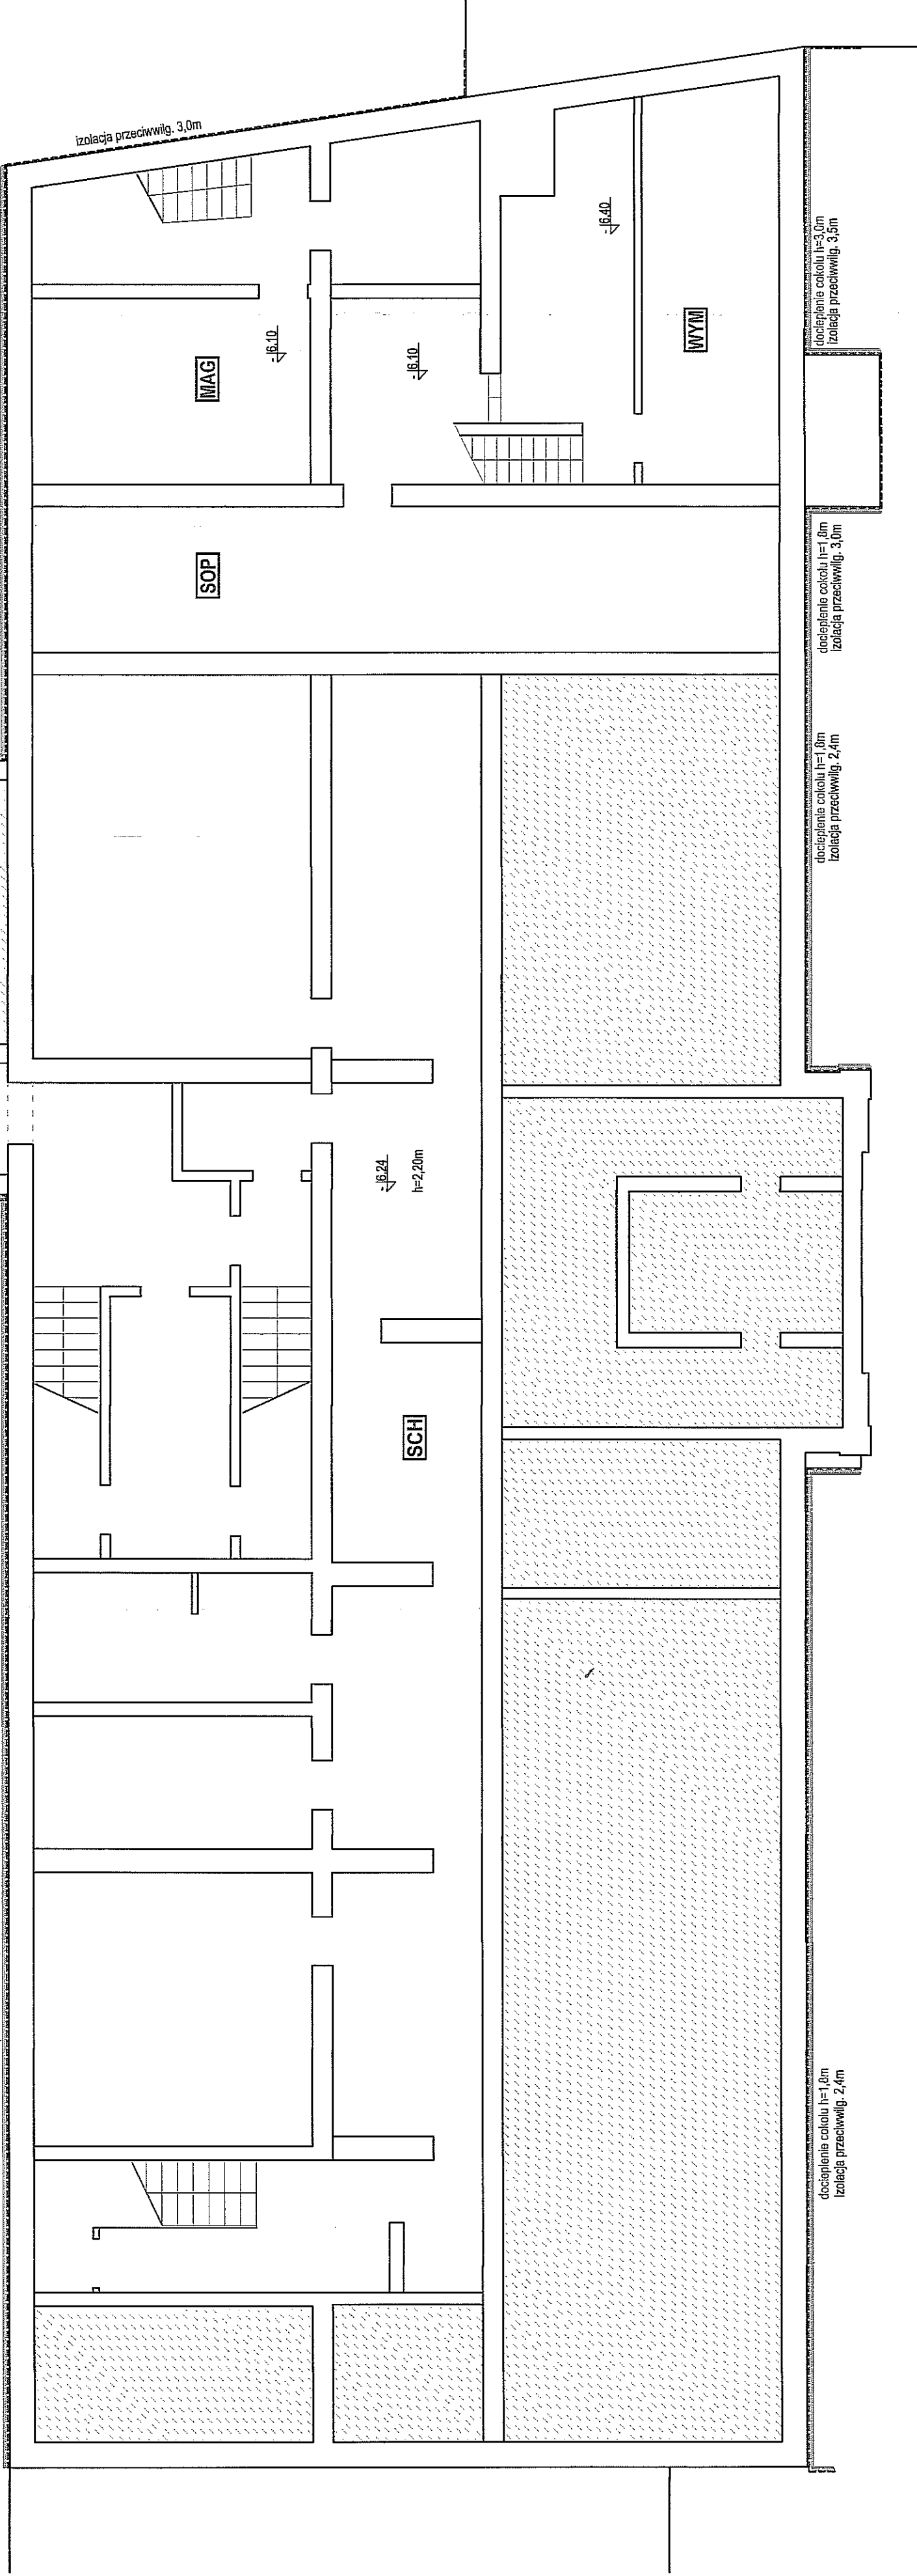 izolacja przeciwwilg. 3,0m
-6.40
docieplenie cokołu h=3,0m
izolacja przeciwwilg. 3,5m
-6.10
-6.10
MAG
WYM
SOP
docieplenie cokołu h=1,8m
izolacja przeciwwilg. 3,0m
docieplenie cokołu h=1,8m
izolacja przeciwwilg. 2,4m
-6.24
h=2,20m
SCH
docieplenie cokołu h=1,8m
izolacja przeciwwilg. 2,4m